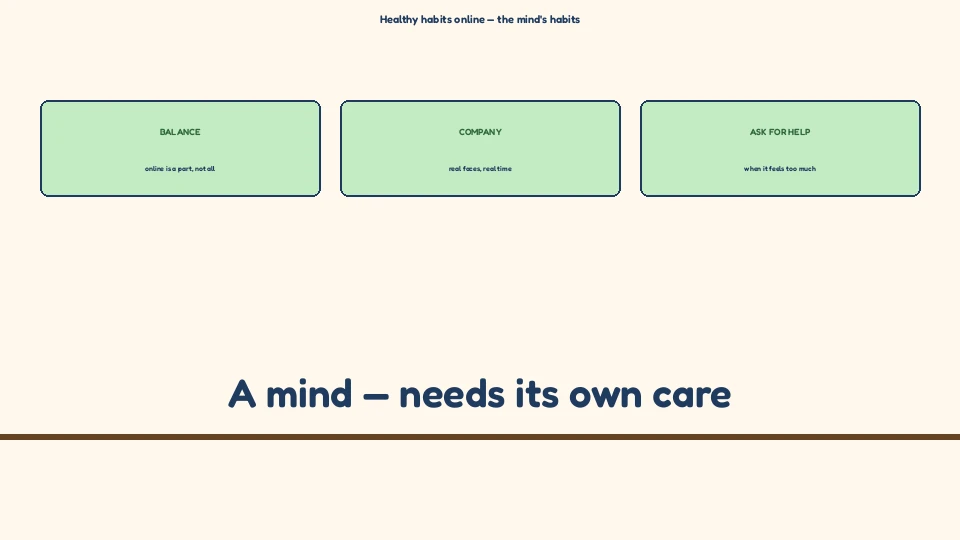 Healthy habits online — the mind's habits
BALANCE
online is a part, not all
COMPANY
real faces, real time
ASK FOR HELP
when it feels too much
A mind — needs its own care